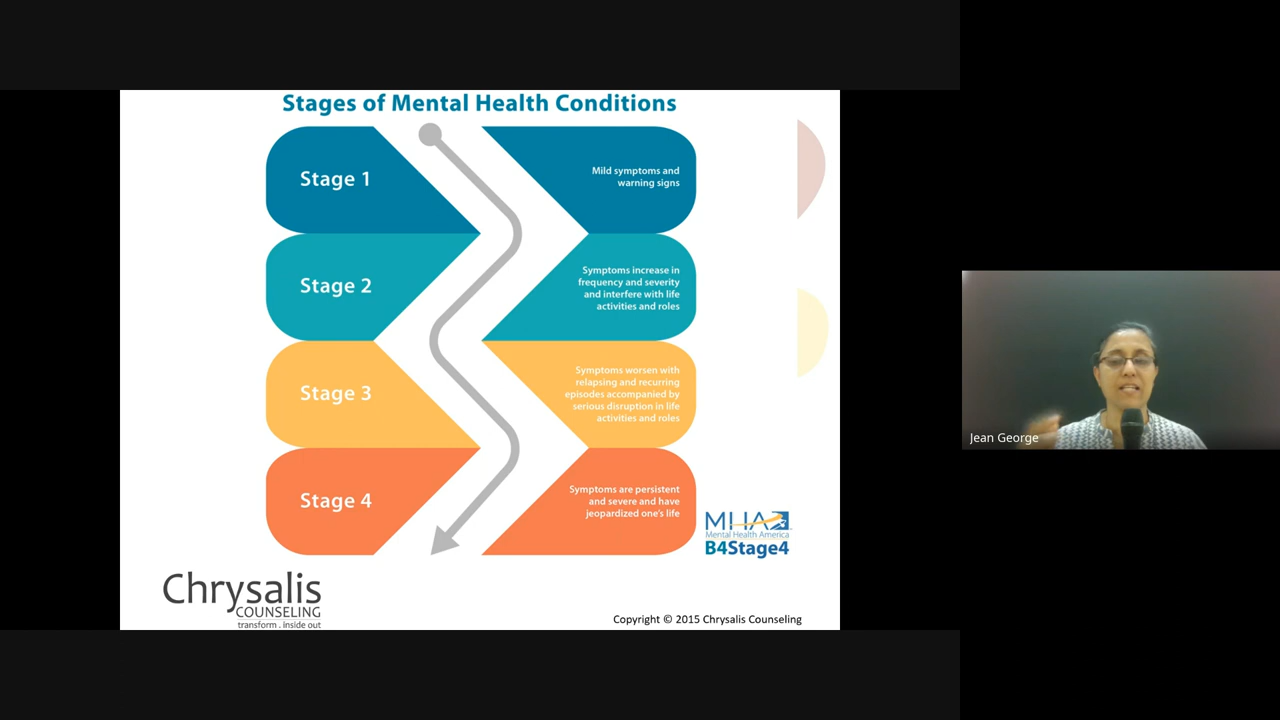 Stages of Mental Health Conditions
Stage 1
Mild symptoms and
warning signs
Stage 2
Symptoms increase in
frequency and severity
and interfere with life
activities and roles
Stage 3
Symptoms worsen with
relapsing and recurring
episodes accompanied by
serious disruption in life
activities and roles
Stage 4
Symptoms are persistent
and severe and have
jeopardized one's life
MHA
Mental Health America
B4Stage4
Chrysalis
COUNSELING
transform . inside out
Copyright © 2015 Chrysalis Counseling
Jean George